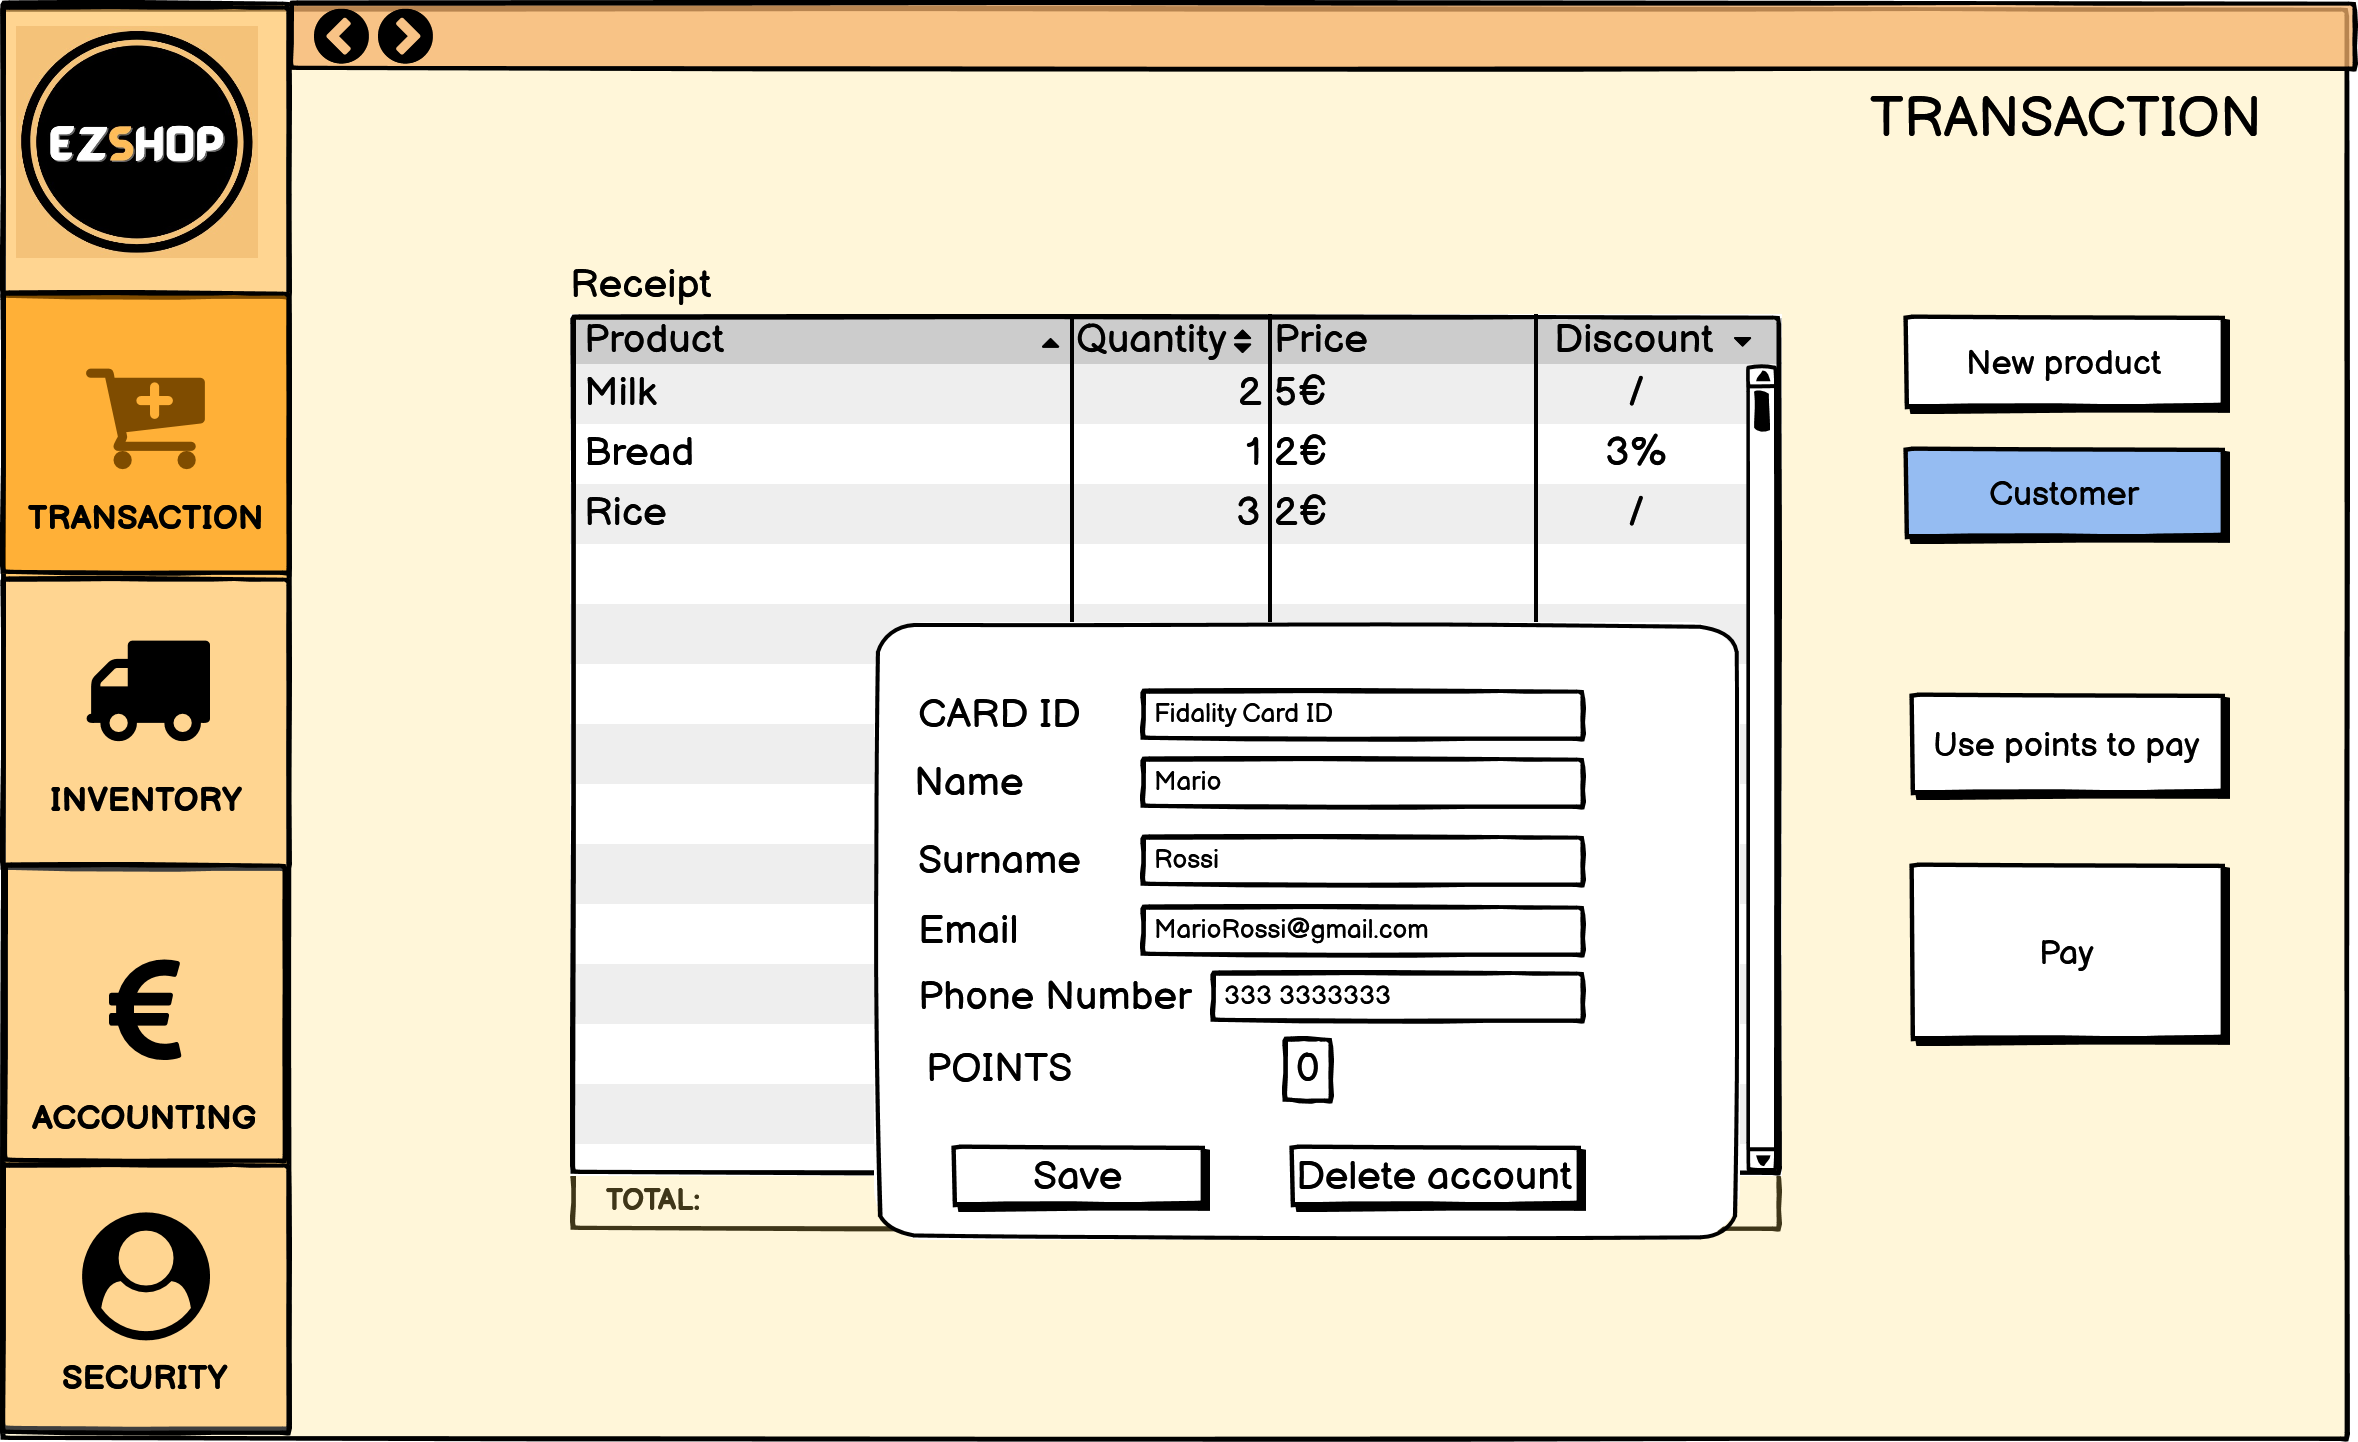 EZSHOP
TRANSACTION
INVENTORY
€
ACCOUNTING
SECURITY
TRANSACTION
Receipt
Product Quantity Price Discount
Milk 2 5€ /
Bread 1 2€ 3%
Rice 3 2€ /
TOTAL:
CARD ID Fidality Card ID
Name Mario
Surname Rossi
Email MarioRossi@gmail.com
Phone Number 333 3333333
POINTS 0
Save Delete account
New product
Customer
Use points to pay
Pay